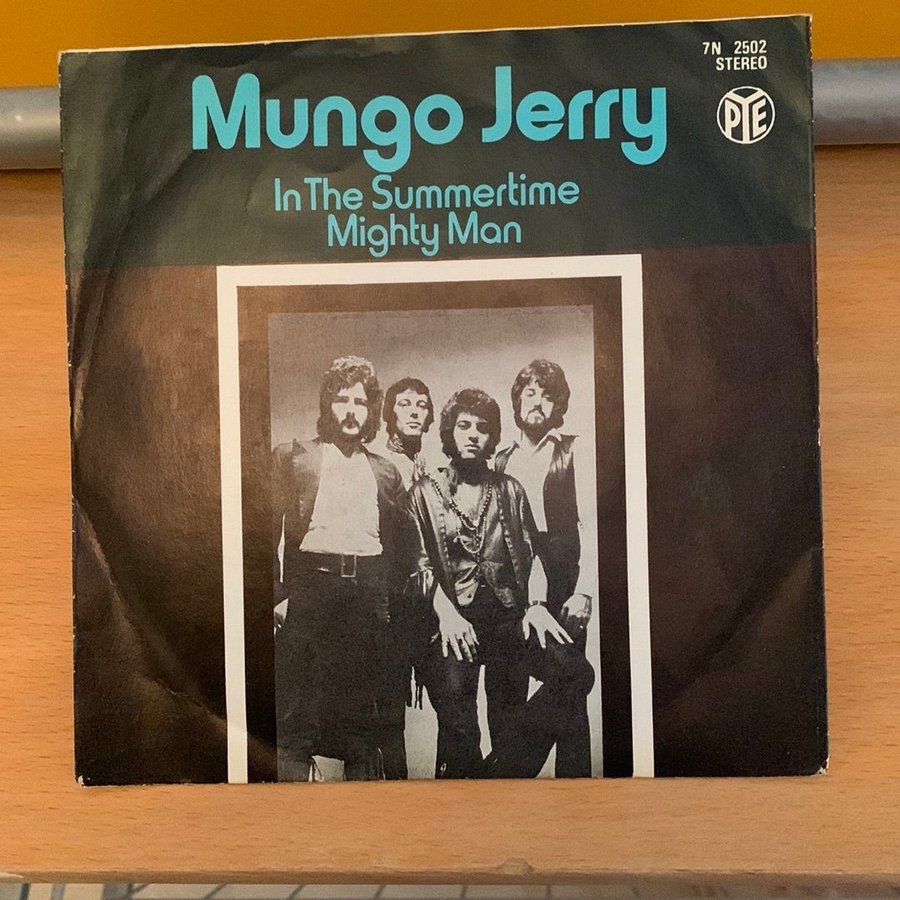 7N 2502
STEREO
PYE
Mungo Jerry
In The Summertime
Mighty Man